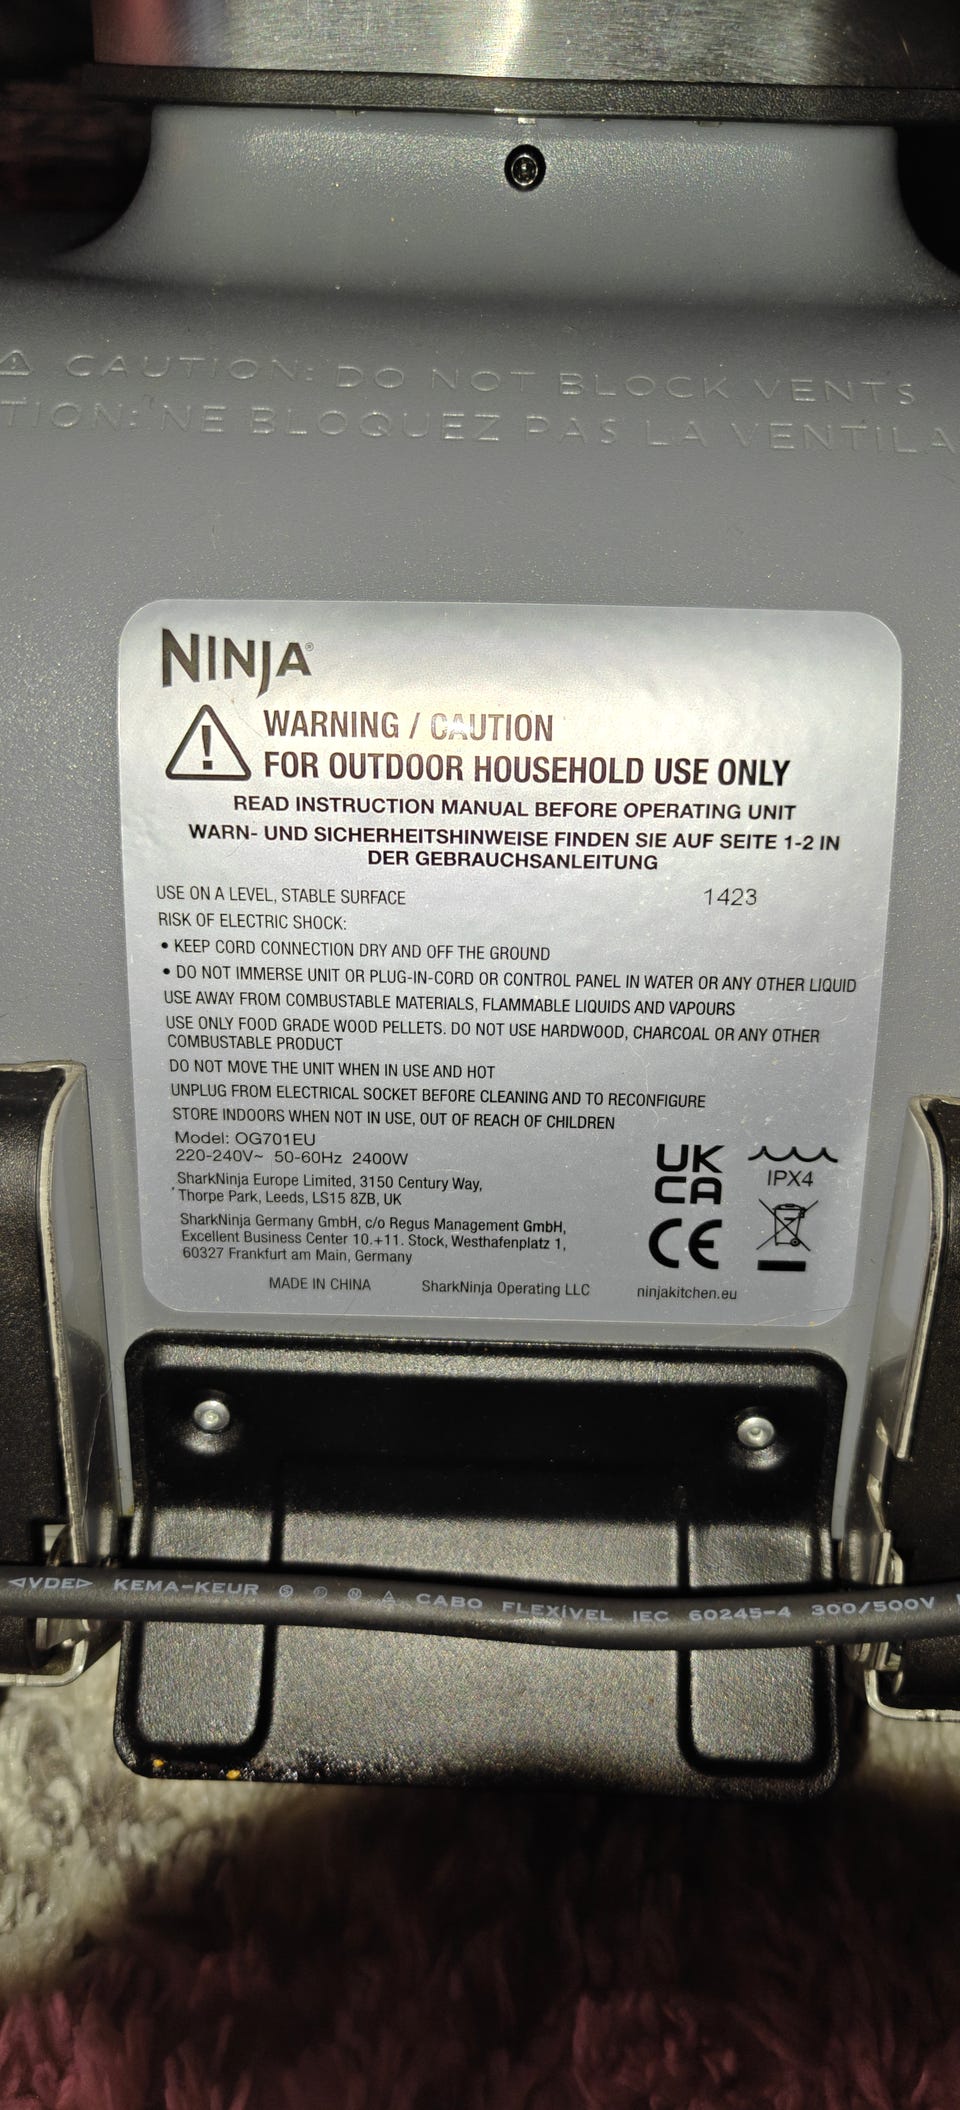 CAUTION: DO NOT BLOCK VENTS
TION: NE BLOQUEZ PAS LA VENTILA
NINJA®
WARNING / CAUTION
FOR OUTDOOR HOUSEHOLD USE ONLY
READ INSTRUCTION MANUAL BEFORE OPERATING UNIT
WARN- UND SICHERHEITSHINWEISE FINDEN SIE AUF SEITE 1-2 IN
DER GEBRAUCHSANLEITUNG
USE ON A LEVEL, STABLE SURFACE 1423
RISK OF ELECTRIC SHOCK:
• KEEP CORD CONNECTION DRY AND OFF THE GROUND
• DO NOT IMMERSE UNIT OR PLUG-IN-CORD OR CONTROL PANEL IN WATER OR ANY OTHER LIQUID
USE AWAY FROM COMBUSTABLE MATERIALS, FLAMMABLE LIQUIDS AND VAPOURS
USE ONLY FOOD GRADE WOOD PELLETS. DO NOT USE HARDWOOD, CHARCOAL OR ANY OTHER
COMBUSTABLE PRODUCT
DO NOT MOVE THE UNIT WHEN IN USE AND HOT
UNPLUG FROM ELECTRICAL SOCKET BEFORE CLEANING AND TO RECONFIGURE
STORE INDOORS WHEN NOT IN USE, OUT OF REACH OF CHILDREN
Model: OG701EU
220-240V~ 50-60Hz 2400W
SharkNinja Europe Limited, 3150 Century Way,
Thorpe Park, Leeds, LS15 8ZB, UK
SharkNinja Germany GmbH, c/o Regus Management GmbH,
Excellent Business Center 10.+11. Stock, Westhafenplatz 1,
60327 Frankfurt am Main, Germany
UK
CA
IPX4
CE
MADE IN CHINA SharkNinja Operating LLC ninjakitchen.eu
◁VDE▷ KEMA-KEUR CABO FLEXÍVEL IEC 60245-4 300/500V